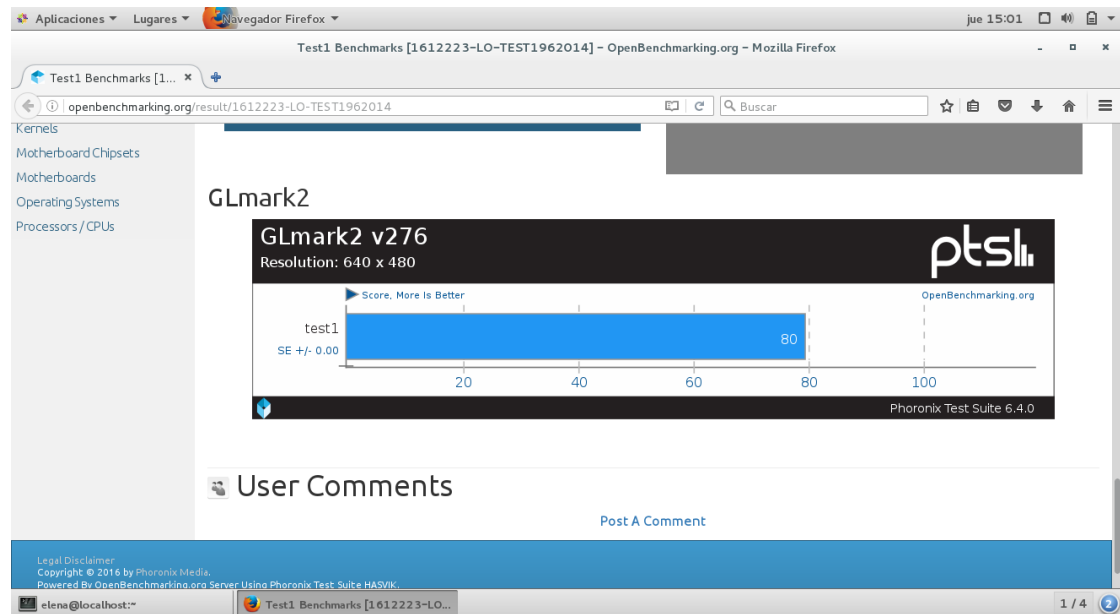 Aplicaciones Lugares Navegador Firefox jue 15:01
Test1 Benchmarks [1612223-LO-TEST1962014] - OpenBenchmarking.org - Mozilla Firefox
Test1 Benchmarks [1...
openbenchmarking.org/result/1612223-LO-TEST1962014 Buscar
Kernels
Motherboard Chipsets
Motherboards
Operating Systems
Processors / CPUs
GLmark2
GLmark2 v276
Resolution: 640 x 480
ptsl
Score, More Is Better OpenBenchmarking.org
test1
SE +/- 0.00
80
20 40 60 80 100
Phoronix Test Suite 6.4.0
User Comments
Post A Comment
Legal Disclaimer
Copyright © 2016 by Phoronix Media.
Powered By OpenBenchmarking.org Server Using Phoronix Test Suite HASVIK.
elena@localhost:~ Test1 Benchmarks [1612223-LO... 1 / 4 2